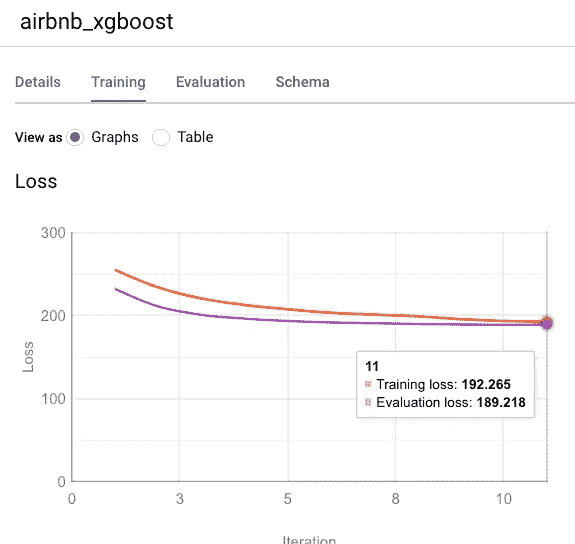 airbnb_xgboost
Details Training Evaluation Schema
View as Graphs Table
Loss
300
200
100
0
Loss
11
Training loss: 192.265
Evaluation loss: 189.218
0 3 5 8 10
Iteration